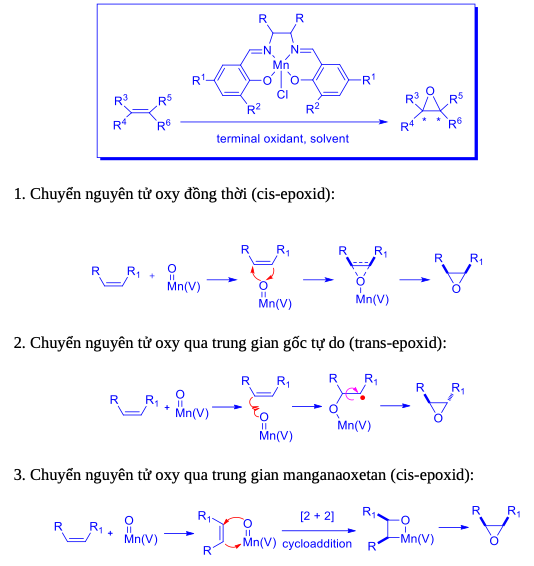 R R
N N
Mn
R1 O O R1
Cl
R2 R2
R3 R5
R4 R6
terminal oxidant, solvent
O
R3 R5
R4 * * R6
1. Chuyển nguyên tử oxy đồng thời (cis-epoxid):
R R1 + O Mn(V)
R R1 O Mn(V)
R R1 O Mn(V)
R R1 O
2. Chuyển nguyên tử oxy qua trung gian gốc tự do (trans-epoxid):
R R1 + O Mn(V)
R R1 O Mn(V)
R R1 O Mn(V)
R R1 O
3. Chuyển nguyên tử oxy qua trung gian manganaoxetan (cis-epoxid):
R R1 + O Mn(V)
R1 R O Mn(V)
[2 + 2]
cycloaddition
R1 R O Mn(V)
R R1 O